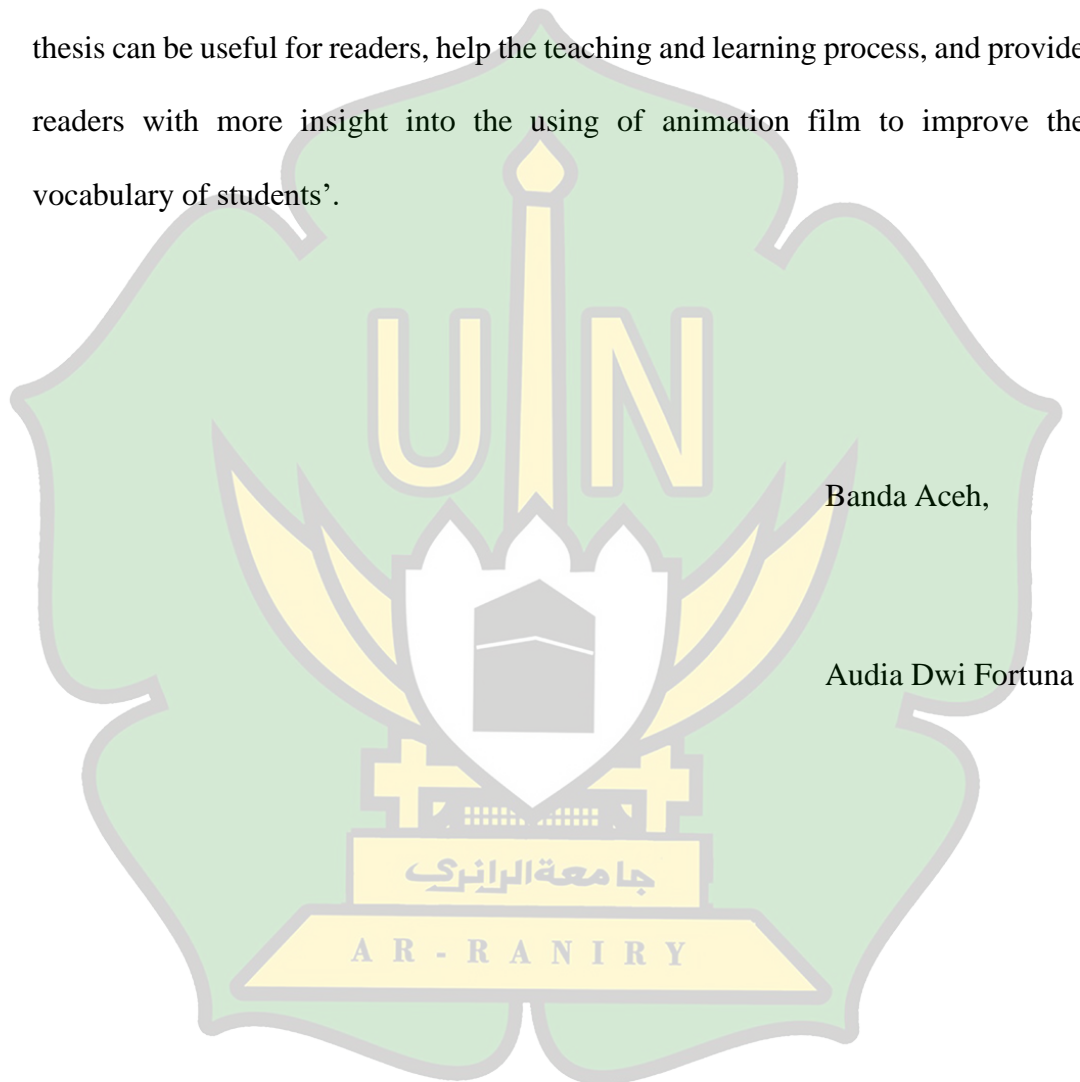 thesis can be useful for readers, help the teaching and learning process, and provide
readers with more insight into the using of animation film to improve the
vocabulary of students’.
UIN
Banda Aceh,
Audia Dwi Fortuna
جامعة الرانري
AR-RANIRY